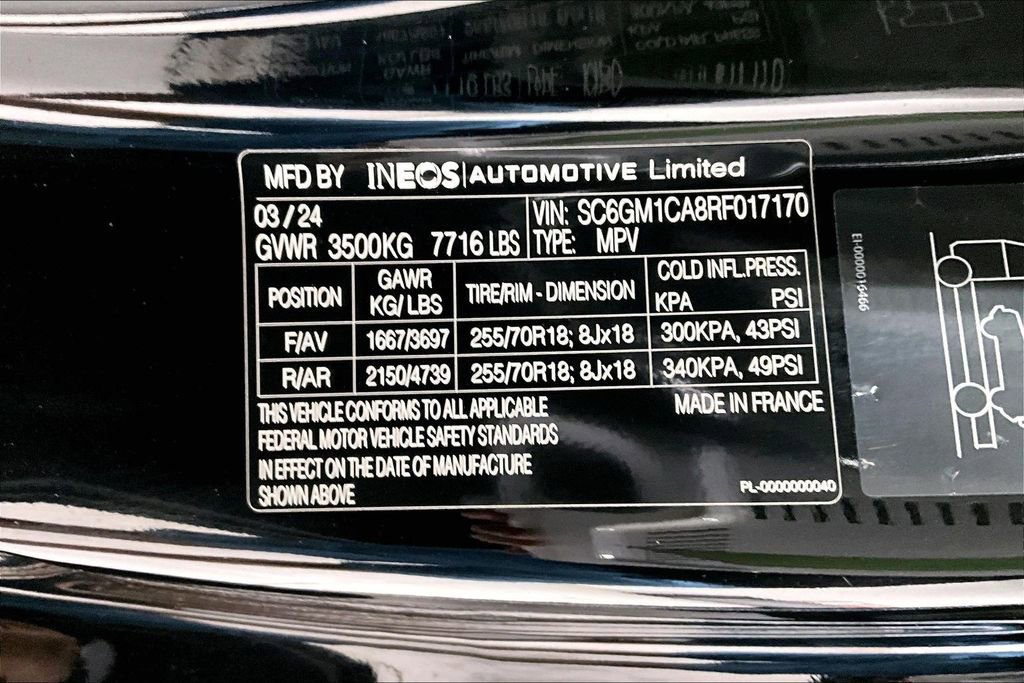 MFD BY INEOS|AUTOMOTIVE Limited
03/24
VIN: SC6GM1CA8RF017170
GVWR 3500KG 7716 LBS
TYPE: MPV
POSITION GAWR KG/LBS TIRE/RIM - DIMENSION COLD INFL.PRESS. KPA PSI
F/AV 1667/3697 255/70R18; 8Jx18 300KPA, 43PSI
R/AR 2150/4739 255/70R18; 8Jx18 340KPA, 49PSI
THIS VEHICLE CONFORMS TO ALL APPLICABLE
FEDERAL MOTOR VEHICLE SAFETY STANDARDS
IN EFFECT ON THE DATE OF MANUFACTURE
SHOWN ABOVE
MADE IN FRANCE
PL-0000000040
EI-0000016466